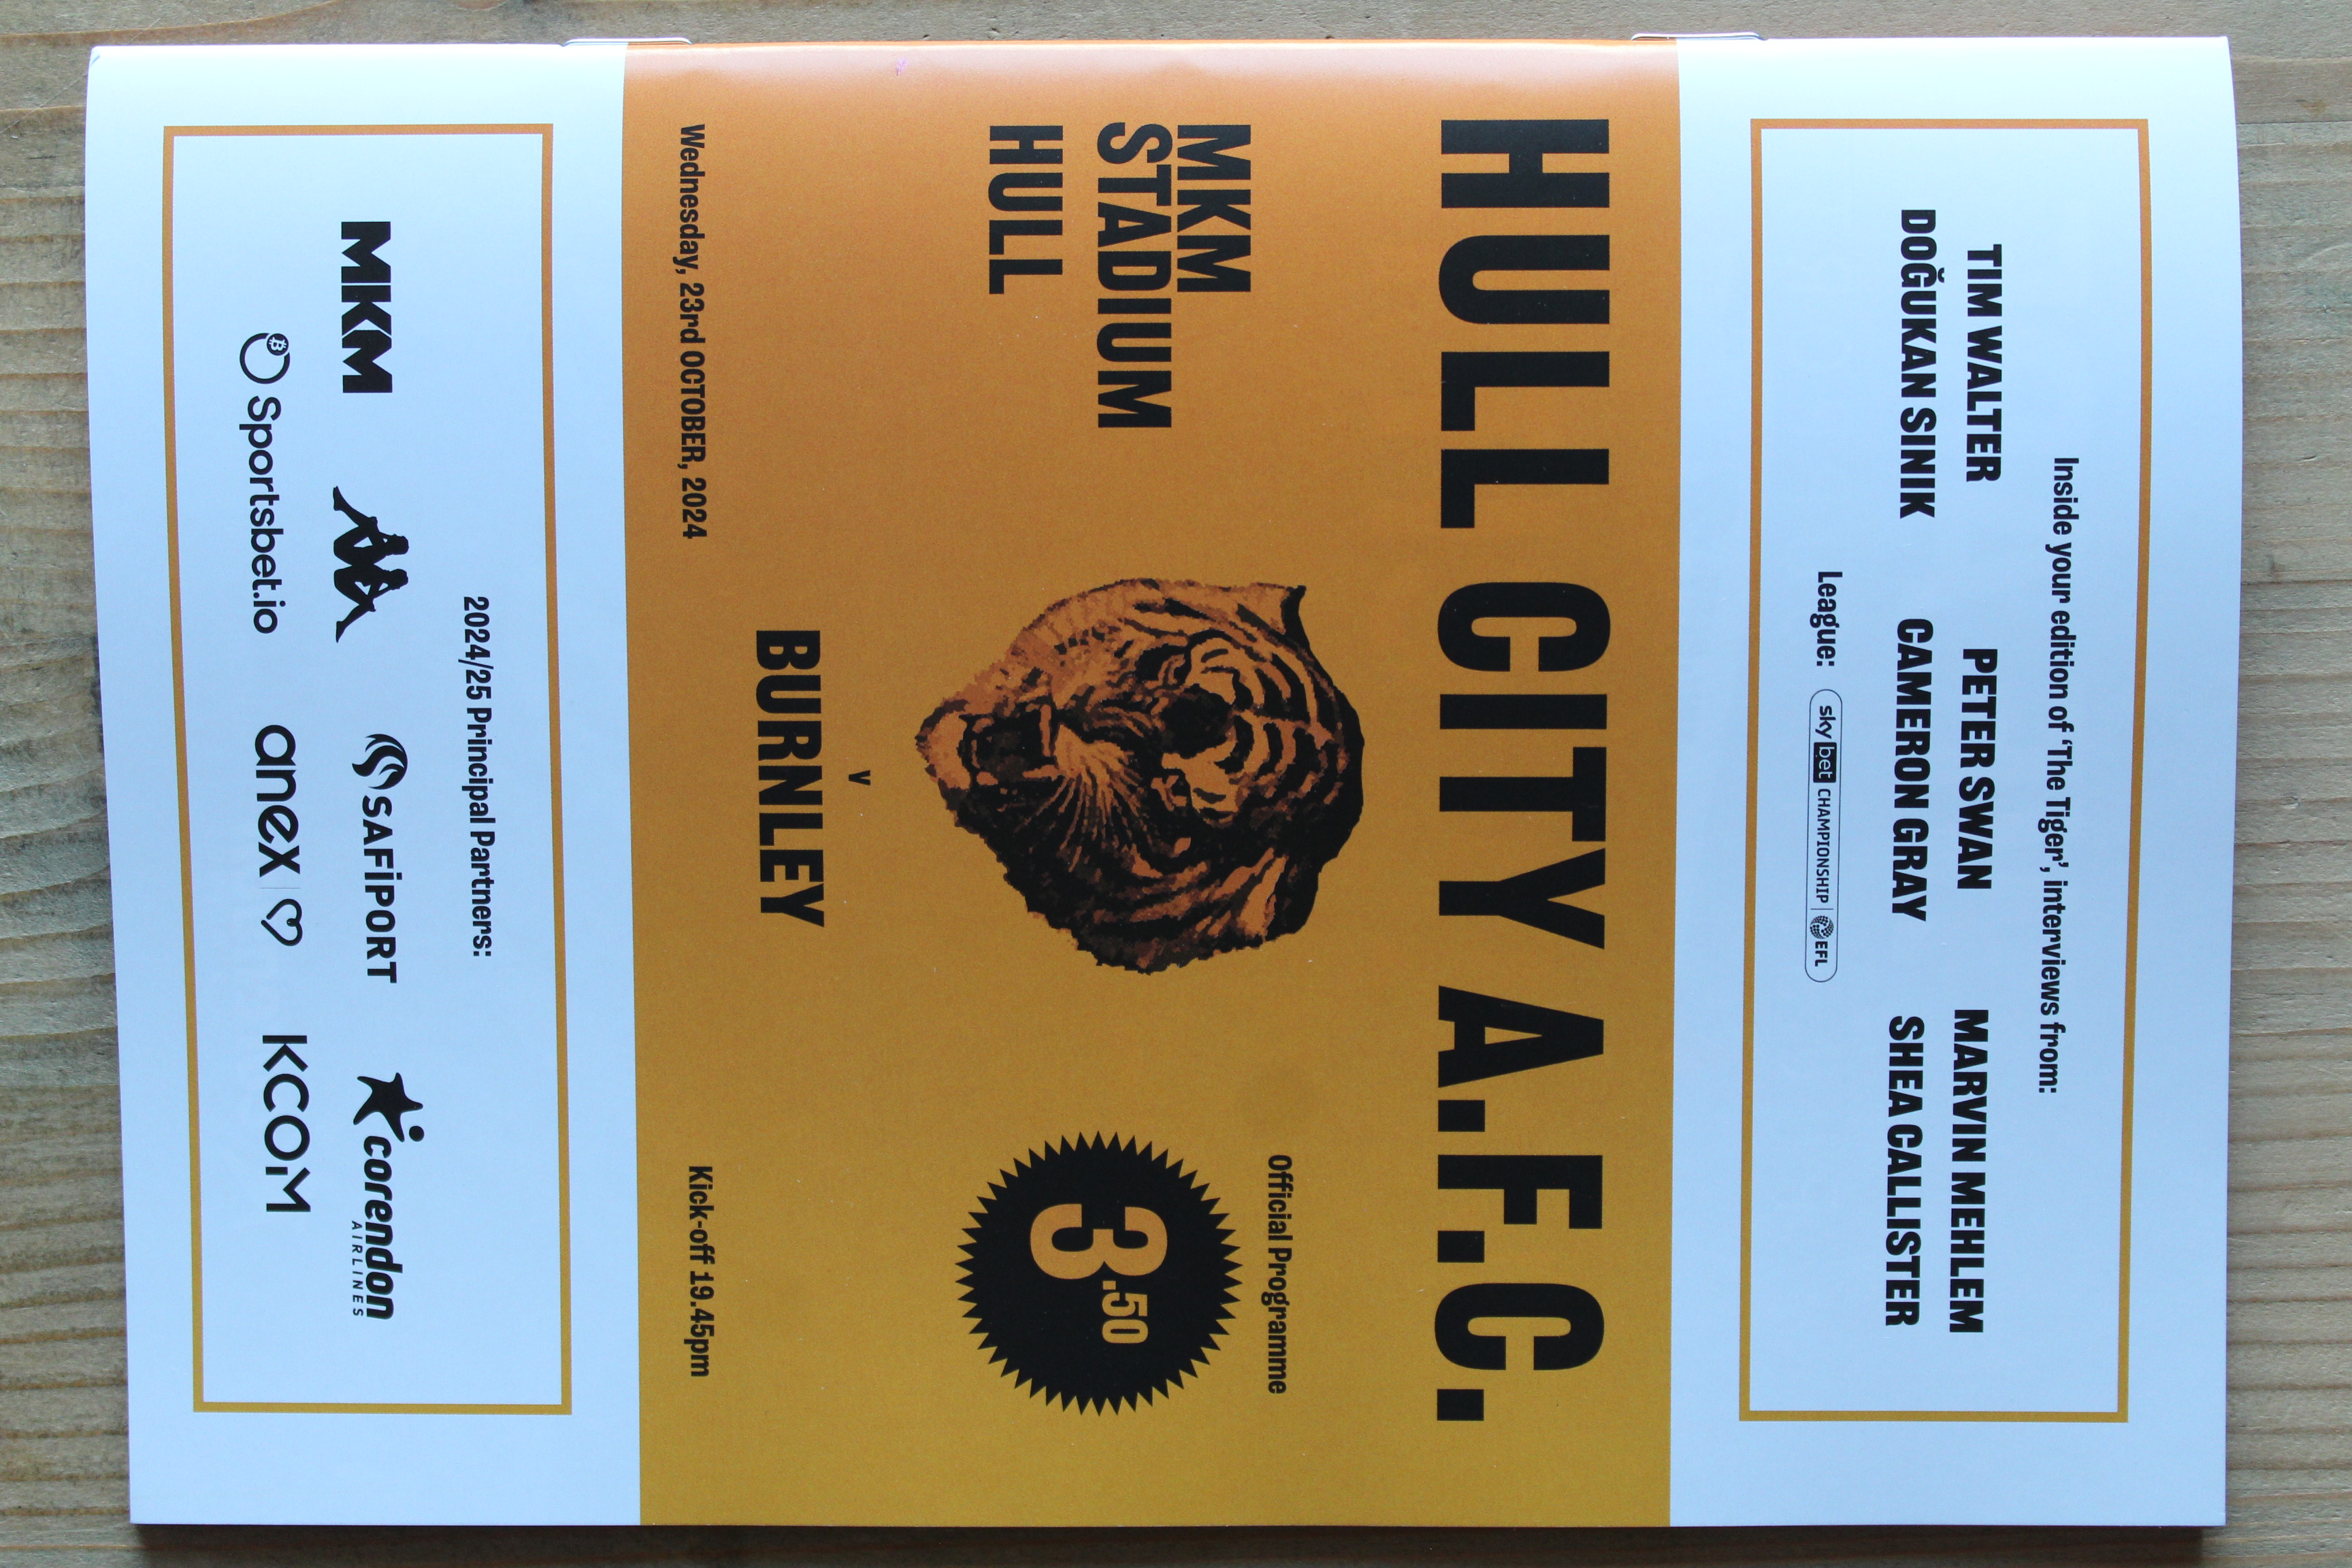 Inside your edition of 'The Tiger', interviews from:
TIM WALTER PETER SWAN MARVIN MEHLEM
DOĞUKAN SINIK CAMERON GRAY SHEA CALLISTER
League: sky bet CHAMPIONSHIP EFL
HULL CITY A.F.C.
MKM
STADIUM
HULL
Official Programme
3.50
v
BURNLEY
Wednesday, 23rd OCTOBER, 2024
Kick-off 19.45pm
2024/25 Principal Partners:
MKM SAFiPORT corendon
AIRLINES
Sportsbet.io anex KCOM